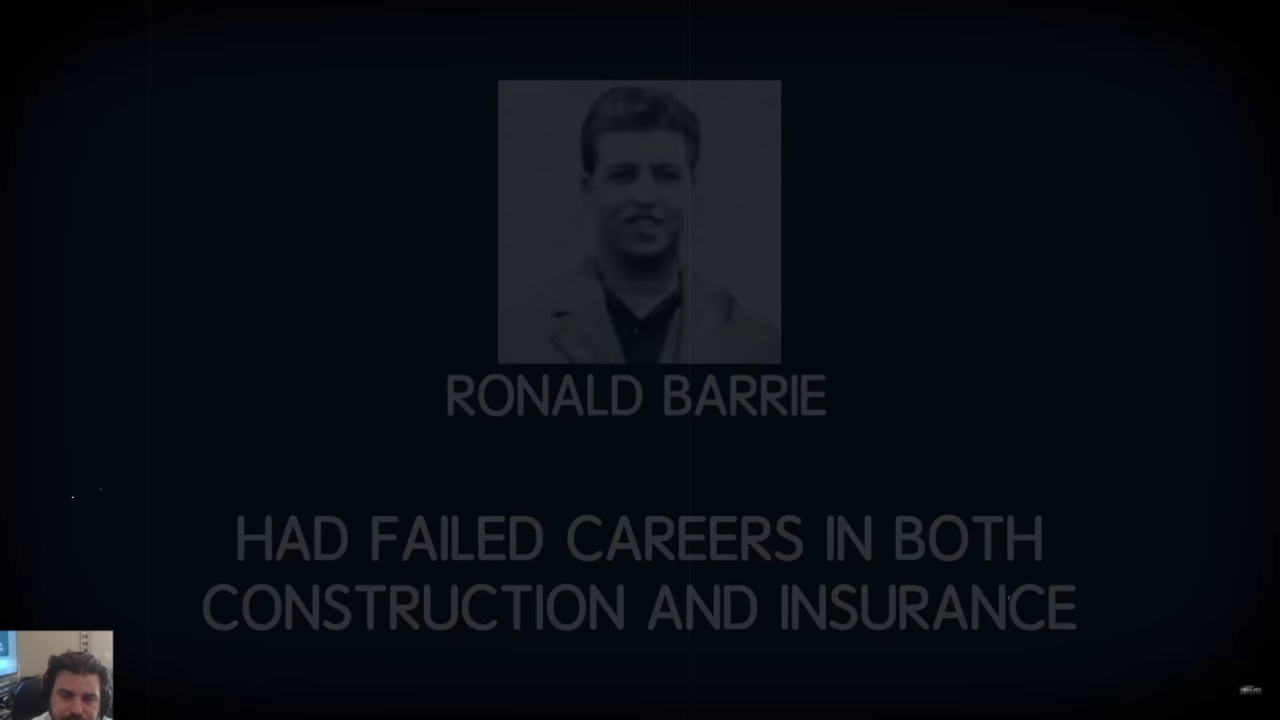 RONALD BARRIE
HAD FAILED CAREERS IN BOTH
CONSTRUCTION AND INSURANCE